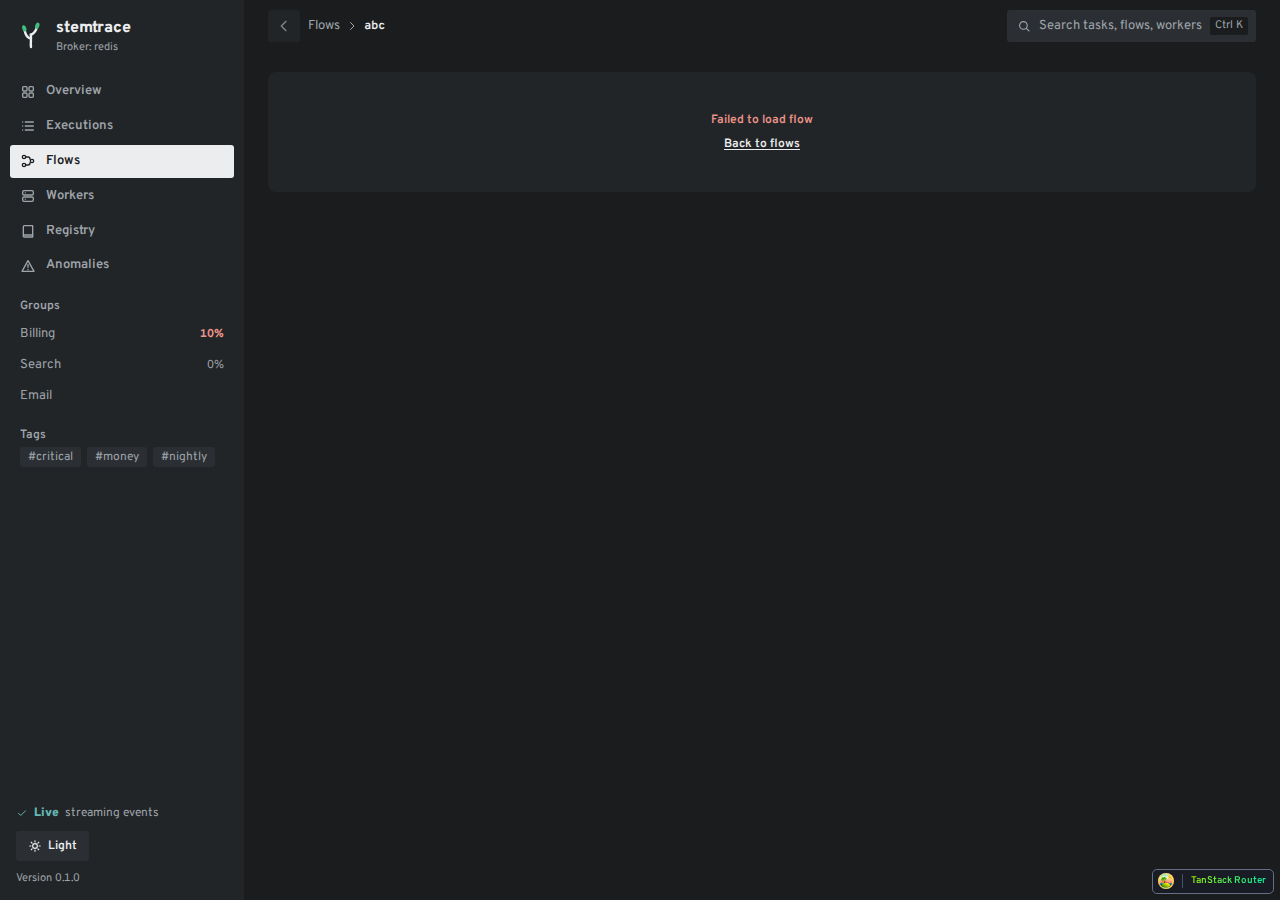 stemtrace
Broker: redis
Overview
Executions
Flows
Workers
Registry
Anomalies
Groups
Billing 10%
Search 0%
Email
Tags
#critical #money #nightly
Live streaming events
Light
Version 0.1.0
Flows > abc
Search tasks, flows, workers Ctrl K
Failed to load flow
Back to flows
TanStack Router